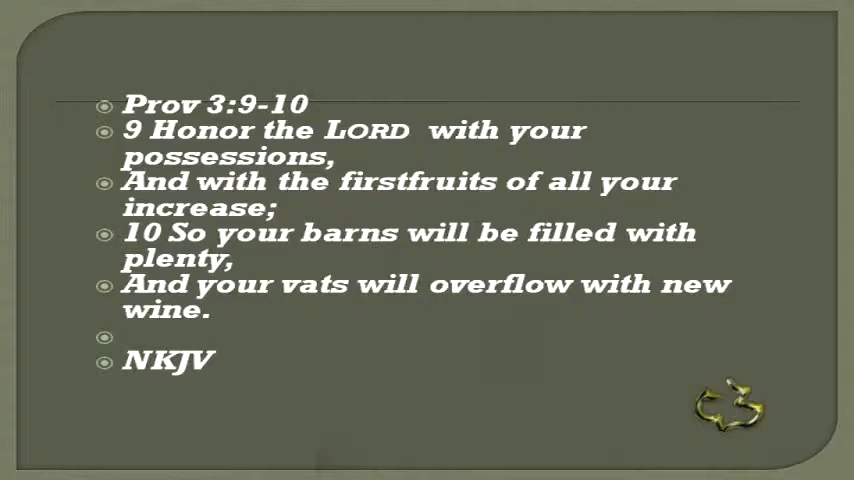 Prov 3:9-10
9 Honor the LORD with your
possessions,
And with the firstfruits of all your
increase;
10 So your barns will be filled with
plenty,
And your vats will overflow with new
wine.
NKJV
C3